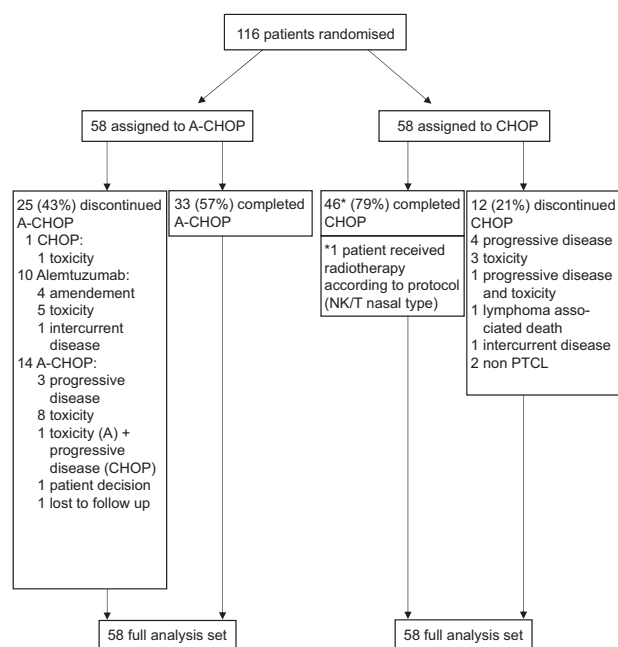 116 patients randomised
58 assigned to A-CHOP
58 assigned to CHOP
25 (43%) discontinued
A-CHOP
1 CHOP:
1 toxicity
10 Alemtuzumab:
4 amendement
5 toxicity
1 intercurrent
disease
14 A-CHOP:
3 progressive
disease
8 toxicity
1 toxicity (A) +
progressive
disease (CHOP)
1 patient decision
1 lost to follow up
33 (57%) completed
A-CHOP
46* (79%) completed
CHOP
*1 patient received
radiotherapy
according to protocol
(NK/T nasal type)
12 (21%) discontinued
CHOP
4 progressive disease
3 toxicity
1 progressive disease
and toxicity
1 lymphoma asso-
ciated death
1 intercurrent disease
2 non PTCL
58 full analysis set
58 full analysis set